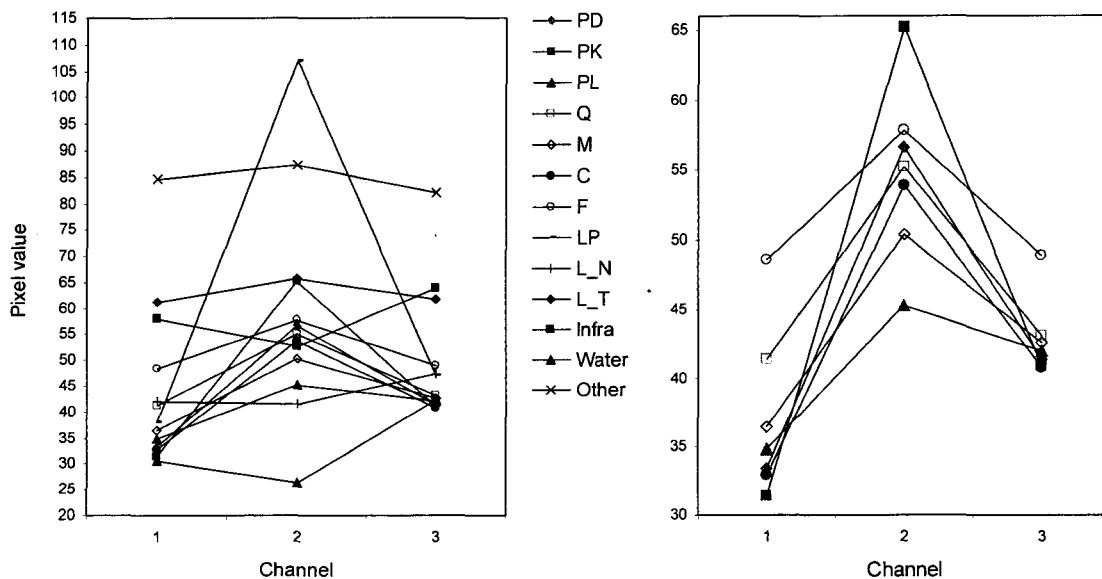 Pixel value
115
110
105
100
95
90
85
80
75
70
65
60
55
50
45
40
35
30
25
20
1 2 3
Channel
PD
PK
PL
Q
M
C
F
LP
L_N
L_T
Infra
Water
Other
65
60
55
50
45
40
35
30
1 2 3
Channel